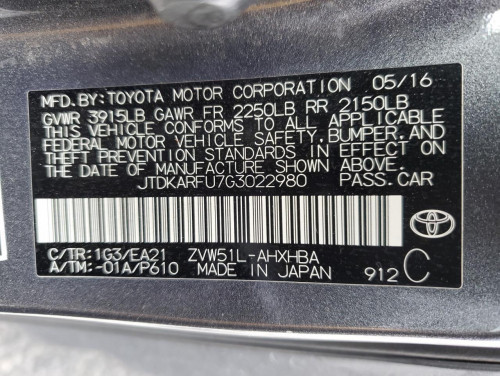 MFD.BY:TOYOTA MOTOR CORPORATION 05/16
GVWR 3915LB GAWR FR 2250LB RR 2150LB
THIS VEHICLE CONFORMS TO ALL APPLICABLE
FEDERAL MOTOR VEHICLE SAFETY, BUMPER, AND
THEFT PREVENTION STANDARDS IN EFFECT ON
THE DATE OF MANUFACTURE SHOWN ABOVE.
JTDKARFU7G3022980 PASS.CAR
C/TR:1G3/EA21 ZVW51L-AHXHBA
A/TM:-01A/P610 MADE IN JAPAN 912 C